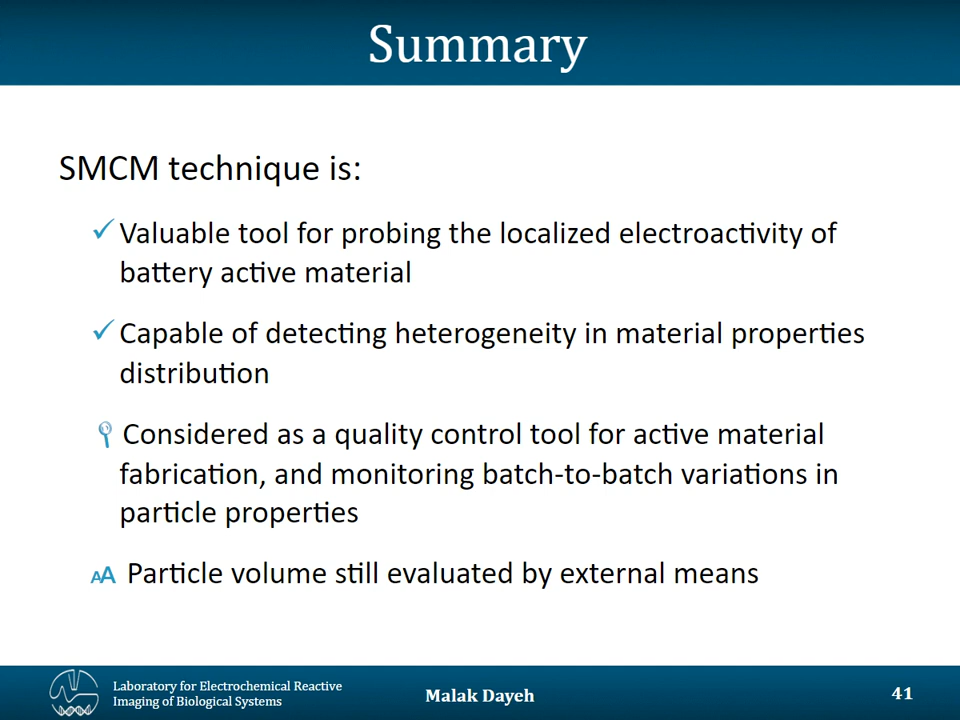 Summary
SMCM technique is:
✓ Valuable tool for probing the localized electroactivity of
battery active material
✓ Capable of detecting heterogeneity in material properties
distribution
Considered as a quality control tool for active material
fabrication, and monitoring batch-to-batch variations in
particle properties
AA Particle volume still evaluated by external means
Laboratory for Electrochemical Reactive
Imaging of Biological Systems
Malak Dayeh
41